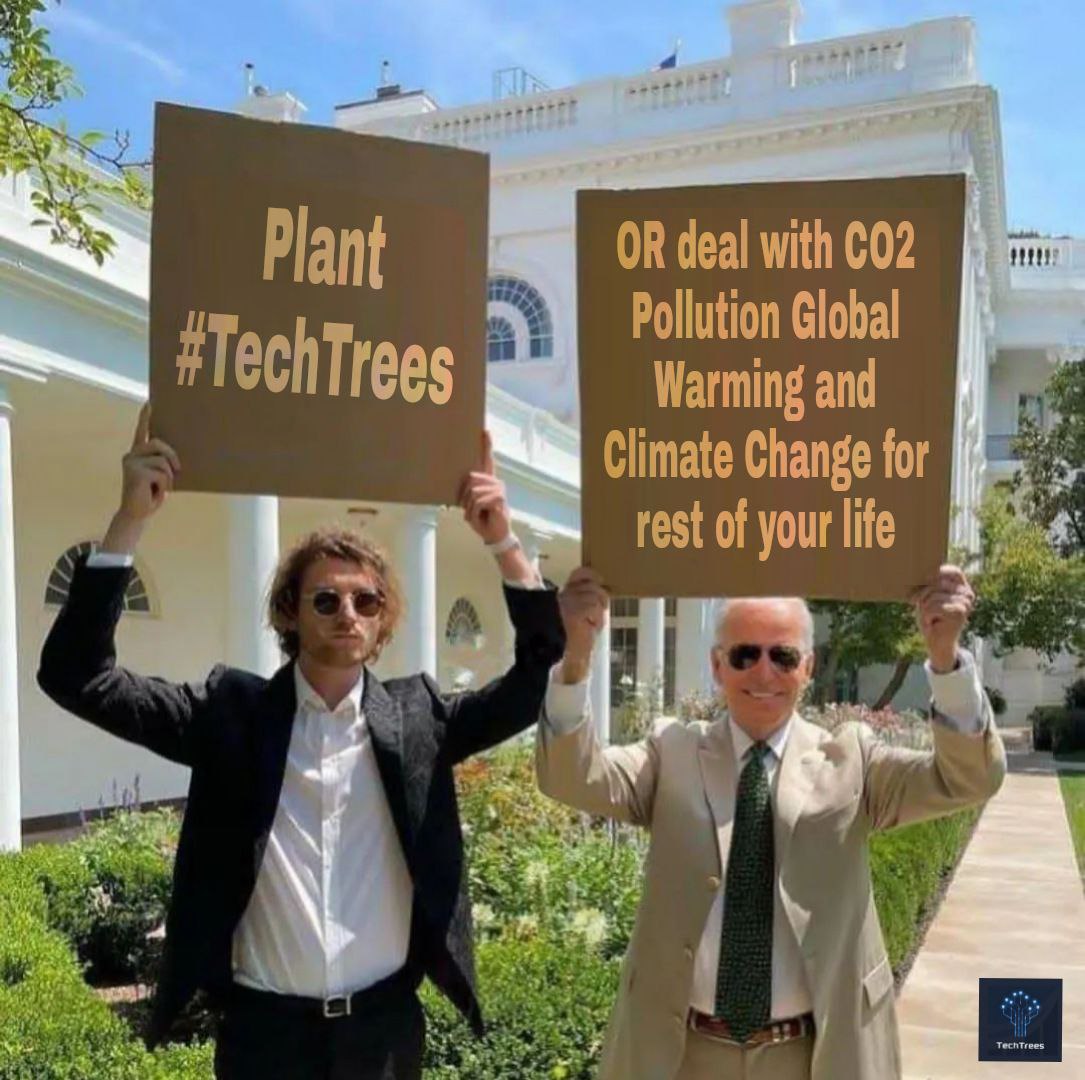 Plant
#TechTrees
OR deal with CO2
Pollution Global
Warming and
Climate Change for
rest of your life
TechTrees